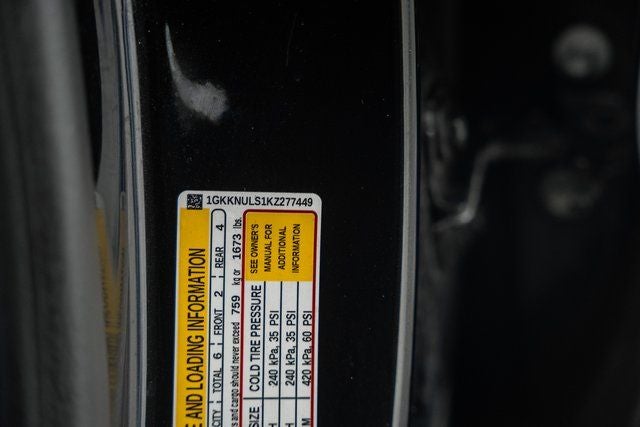 1GKKNULS1KZ277449
E AND LOADING INFORMATION
CITY TOTAL 6 FRONT 2 REAR 4
s and cargo should never exceed 759 kg or 1673 lbs.
SIZE COLD TIRE PRESSURE
H 240 kPa, 35 PSI
H 240 kPa, 35 PSI
M 420 kPa, 60 PSI
SEE OWNER'S
MANUAL FOR
ADDITIONAL
INFORMATION